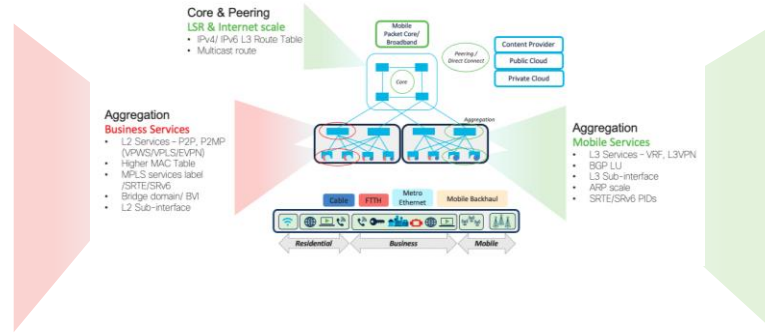 Core & Peering
LSR & Internet scale
• IPv4/ IPv6 L3 Route Table
• Multicast route
Mobile
Packet Core/
Broadband
Core
Peering /
Direct Connect
Content Provider
Public Cloud
Private Cloud
Aggregation
Aggregation
Business Services
• L2 Services – P2P, P2MP
(VPWS/VPLS/EVPN)
• Higher MAC Table
• MPLS services label
/SRTE/SRv6
• Bridge domain/ BVI
• L2 Sub-interface
Aggregation
Mobile Services
• L3 Services – VRF, L3VPN
• BGP LU
• L3 Sub-interface
• ARP scale
• SRTE/SRv6 PIDs
Cable
FTTH
Metro
Ethernet
Mobile Backhaul
Residential
Business
Mobile